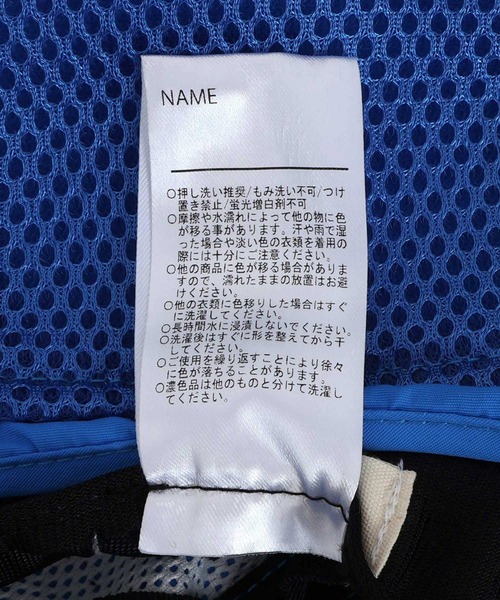 NAME
○押し洗い推奨/もみ洗い不可/つけ
置き禁止/蛍光増白剤不可
○摩擦や水濡れによって他の物に色
が移る事があります。汗や雨で湿
った場合や淡い色の衣類を着用の
際には十分にご注意ください。
○他の商品に色が移る場合がありま
すので、濡れたままの放置はお避
けください。
○他の衣類に色移りした場合はすぐ
に洗濯してください。
○長時間水に浸漬しないでください。
○洗濯後はすぐに形を整えてから干
してください。
○ご使用を繰り返すことにより徐々
に色が落ちることがあります。
○濃色品は他のものと分けて洗濯し
てください。